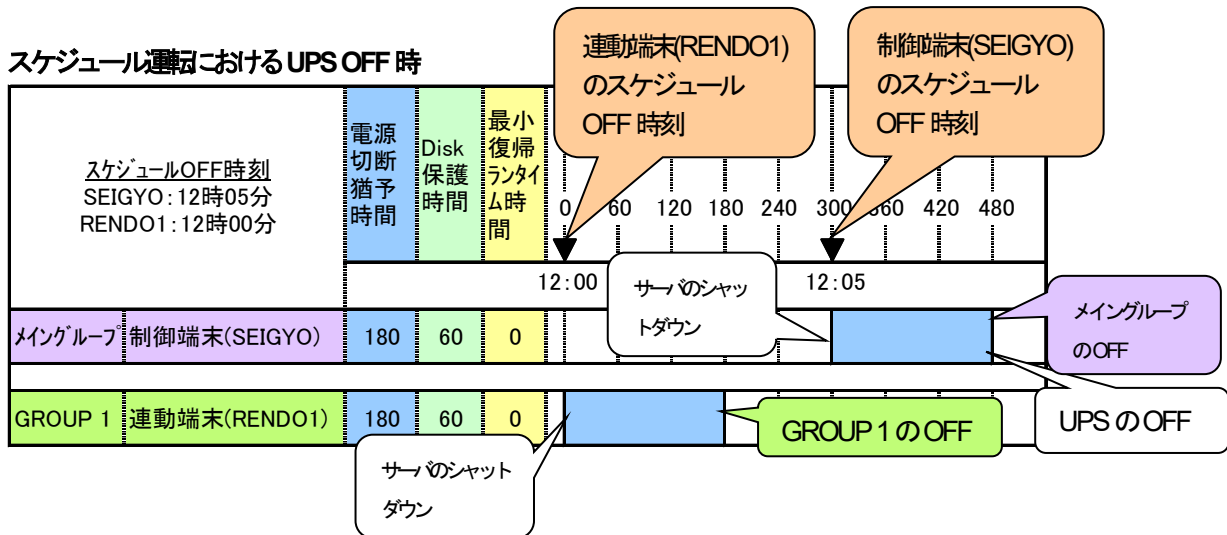 スケジュール運転におけるUPS OFF 時
連動端末(RENDO1)
のスケジュール
OFF 時刻
制御端末(SEIGYO)
のスケジュール
OFF 時刻
スケジュールOFF時刻
SEIGYO:12時05分
RENDO1:12時00分
電源
切断
猶予
時間
Disk
保護
時間
最小
復帰
ランタイ
ム時
間
0 60 120 180 240 300 360 420 480
12:00 12:05
サーバのシャッ
トダウン
メイングループ 制御端末(SEIGYO) 180 60 0
メイングループ
のOFF
GROUP 1 連動端末(RENDO1) 180 60 0
GROUP 1 のOFF
UPS のOFF
サーバのシャット
ダウン